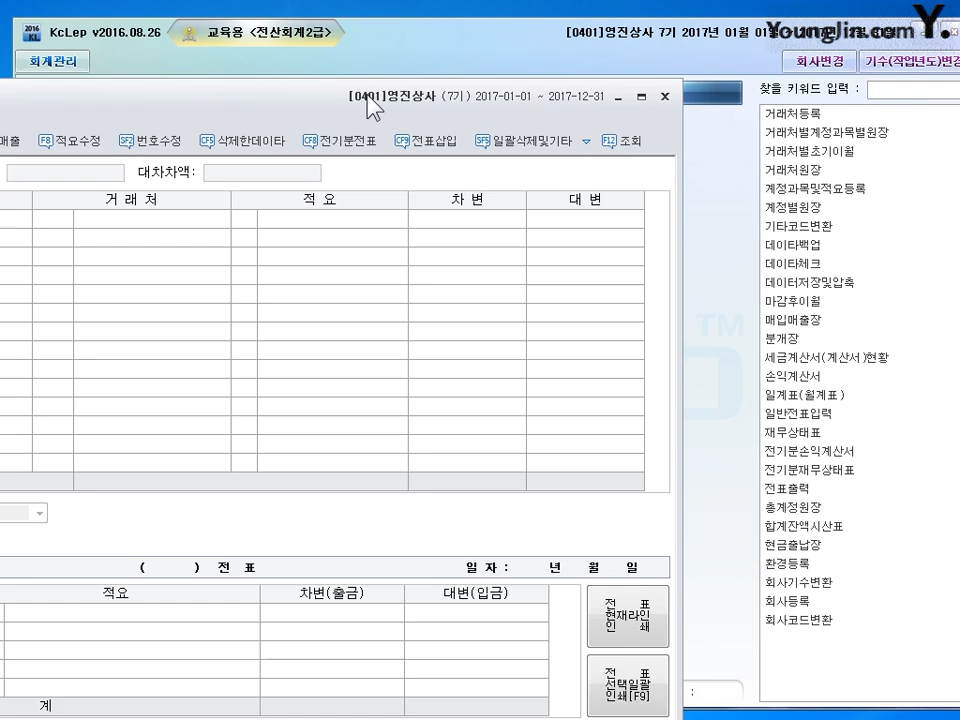 2016 KL KcLep v2016.08.26 교육용 <전산회계2급> [0401]영진상사 7기 2017년 01월 01일 ~ 2017년 12월 31일
YoungJin.com Y.
회계관리 회사변경 기수(작업년도)변경
[0401]영진상사 (7기) 2017-01-01 ~ 2017-12-31
찾을 키워드 입력 :
매출 F8 적요수정 SF2 번호수정 CF5 삭제한데이타 CF8 전기분전표 CF9 전표삽입 SF5 일괄삭제및기타 F12 조회
대차차액:
거 래 처 적 요 차 변 대 변
( ) 전 표 일 자 : 년 월 일
적요 차변(출금) 대변(입금)
계
전 표
현재라인
인 쇄
전 표
선택일괄
인쇄[F9]
:
TM
거래처등록
거래처별계정과목별원장
거래처별초기이월
거래처원장
계정과목및적요등록
계정별원장
기타코드변환
데이타백업
데이타체크
데이터저장및압축
마감후이월
매입매출장
분개장
세금계산서(계산서)현황
손익계산서
일계표(월계표)
일반전표입력
재무상태표
전기분손익계산서
전기분재무상태표
전표출력
총계정원장
합계잔액시산표
현금출납장
환경등록
회사기수변환
회사등록
회사코드변환